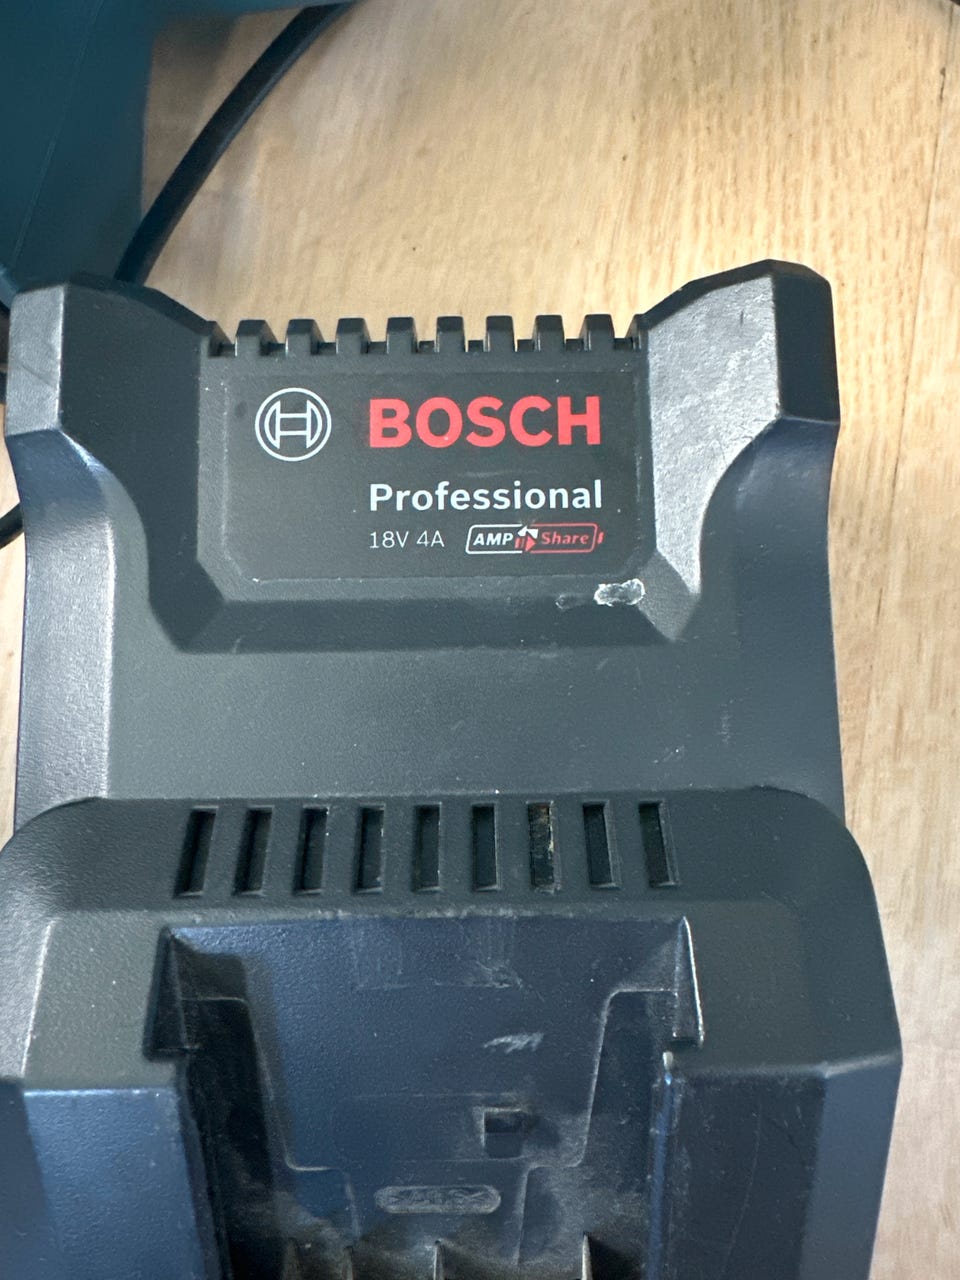 BOSCH
Professional
18V 4A AMP Share